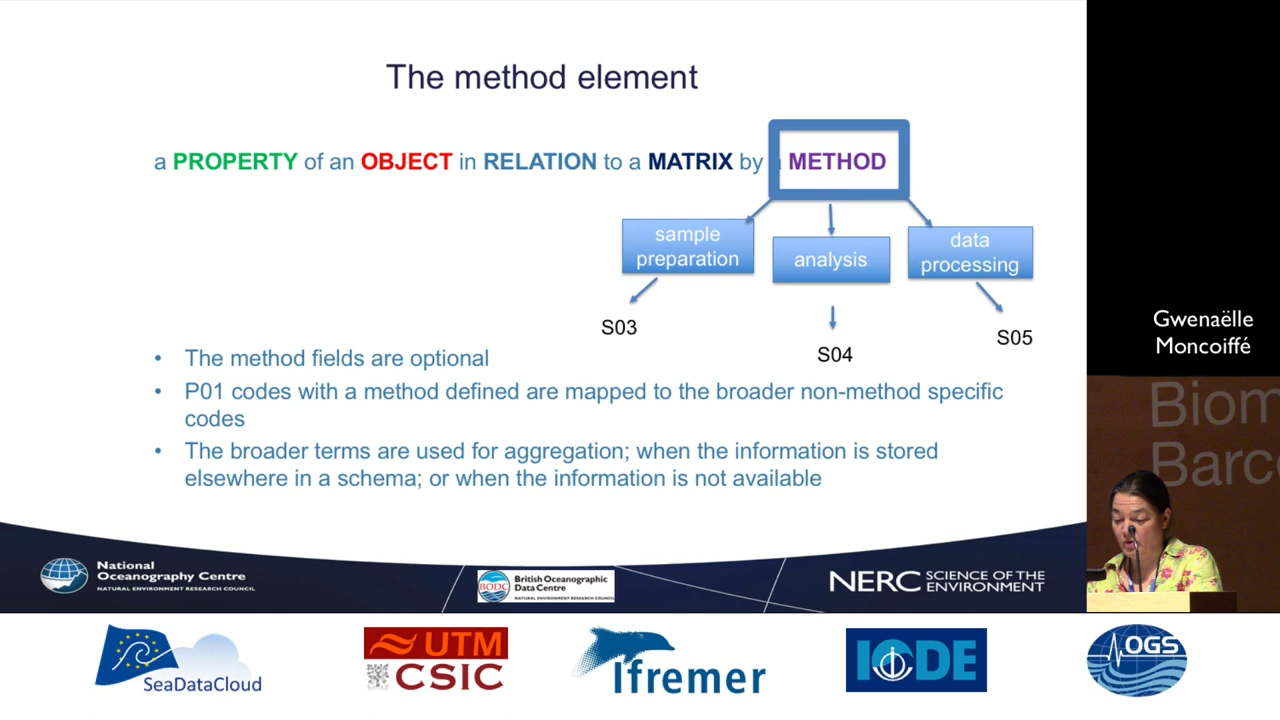 The method element
a PROPERTY of an OBJECT in RELATION to a MATRIX by METHOD
sample
preparation
analysis
data
processing
S03
S04
S05
• The method fields are optional
• P01 codes with a method defined are mapped to the broader non-method specific
codes
• The broader terms are used for aggregation; when the information is stored
elsewhere in a schema; or when the information is not available
Gwenaëlle
Moncoiffé
Biom
Barc
National
Oceanography Centre
NATURAL ENVIRONMENT RESEARCH COUNCIL
BODC
British Oceanographic
Data Centre
NATURAL ENVIRONMENT RESEARCH COUNCIL
NERC SCIENCE OF THE
ENVIRONMENT
SeaDataCloud
UTM
CSIC
Ifremer
IODE
OGS